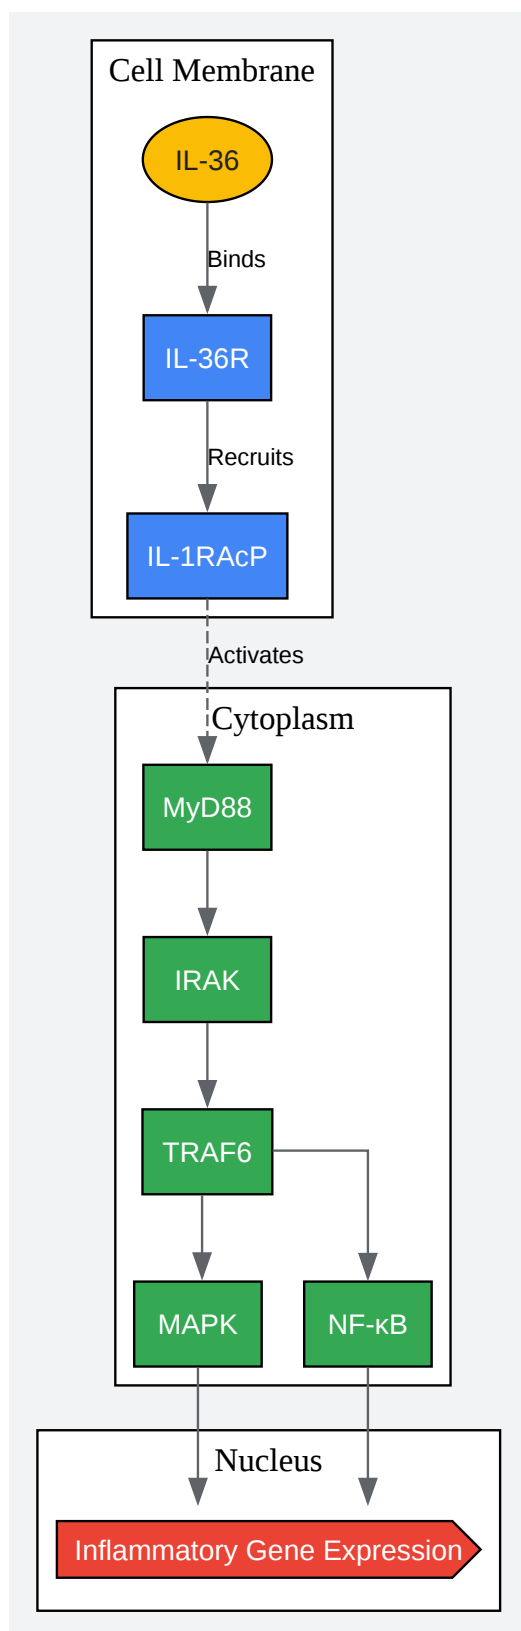 Cell Membrane
IL-36
Binds
IL-36R
Recruits
IL-1RAcP
Activates
Cytoplasm
MyD88
IRAK
TRAF6
MAPK
NF-κB
Nucleus
Inflammatory Gene Expression